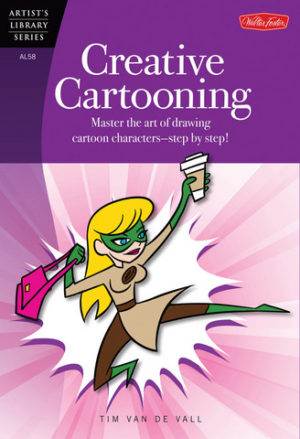 ARTIST'S
LIBRARY
SERIES
AL58
Walter Foster
Creative
Cartooning
Master the art of drawing
cartoon characters—step by step!
TIM VAN DE VALL